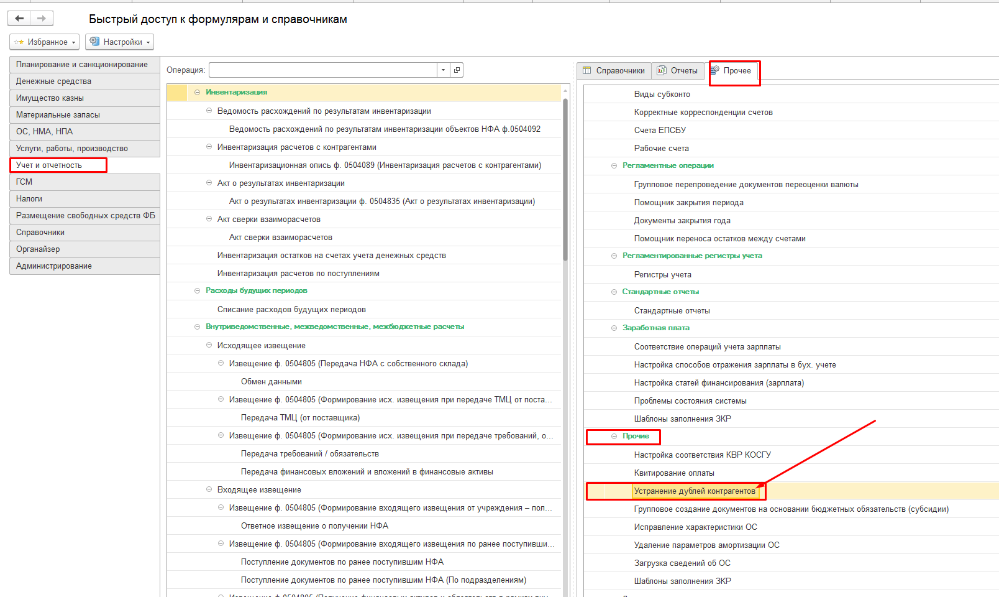 Быстрый доступ к формулярам и справочникам
Избранное
Настройки
Планирование и санкционирование
Денежные средства
Имущество казны
Материальные запасы
ОС, НМА, НПА
Услуги, работы, производство
Учет и отчетность
ГСМ
Налоги
Размещение свободных средств ФБ
Справочники
Органайзер
Администрирование
Операция:
Инвентаризация
Ведомость расхождений по результатам инвентаризации
Ведомость расхождений по результатам инвентаризации объектов НФА ф.0504092
Инвентаризация расчетов с контрагентами
Инвентаризационная опись ф. 0504089 (Инвентаризация расчетов с контрагентами)
Акт о результатах инвентаризации
Акт о результатах инвентаризации ф. 0504835 (Акт о результатах инвентаризации)
Акт сверки взаиморасчетов
Акт сверки взаиморасчетов
Инвентаризация остатков на счетах учета денежных средств
Инвентаризация расчетов по поступлениям
Расходы будущих периодов
Списание расходов будущих периодов
Внутриведомственные, межведомственные, межбюджетные расчеты
Исходящее извещение
Извещение ф. 0504805 (Передача НФА с собственного склада)
Обмен данными
Извещение ф. 0504805 (Формирование исх. извещения при передаче ТМЦ от поста...
Передача ТМЦ (от поставщика)
Извещение ф. 0504805 (Формирование исх. извещения при передаче требований, о...
Передача требований / обязательств
Передача финансовых вложений и вложений в финансовые активы
Входящее извещение
Извещение ф. 0504805 (Формирование входящего извещения от учреждения – пол...
Ответное извещение о получении НФА
Извещение ф. 0504805 (Формирование входящего извещения по ранее поступивши...
Поступление документов по ранее поступившим НФА
Поступление документов по ранее поступившим НФА (По подразделениям)
Справочники
Отчеты
Прочее
Виды субконто
Корректные корреспонденции счетов
Счета ЕПСБУ
Рабочие счета
Регламентные операции
Групповое перепроведение документов переоценки валюты
Помощник закрытия периода
Документы закрытия года
Помощник переноса остатков между счетами
Регламентированные регистры учета
Регистры учета
Стандартные отчеты
Стандартные отчеты
Заработная плата
Соответствие операций учета зарплаты
Настройка способов отражения зарплаты в бух. учете
Настройка статей финансирования (зарплата)
Проблемы состояния системы
Шаблоны заполнения ЗКР
Прочие
Настройка соответствия КВР КОСГУ
Квитирование оплаты
Устранение дублей контрагентов
Групповое создание документов на основании бюджетных обязательств (субсидии)
Исправление характеристики ОС
Удаление параметров амортизации ОС
Загрузка сведений об ОС
Шаблоны заполнения ЗКР